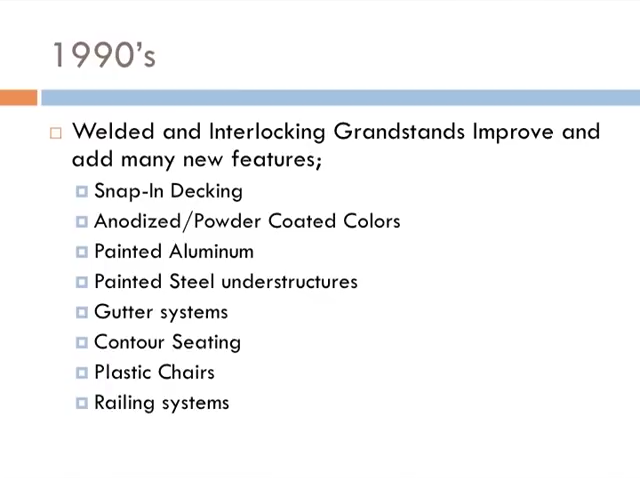 1990's
Welded and Interlocking Grandstands Improve and
add many new features;
Snap-In Decking
Anodized/Powder Coated Colors
Painted Aluminum
Painted Steel understructures
Gutter systems
Contour Seating
Plastic Chairs
Railing systems